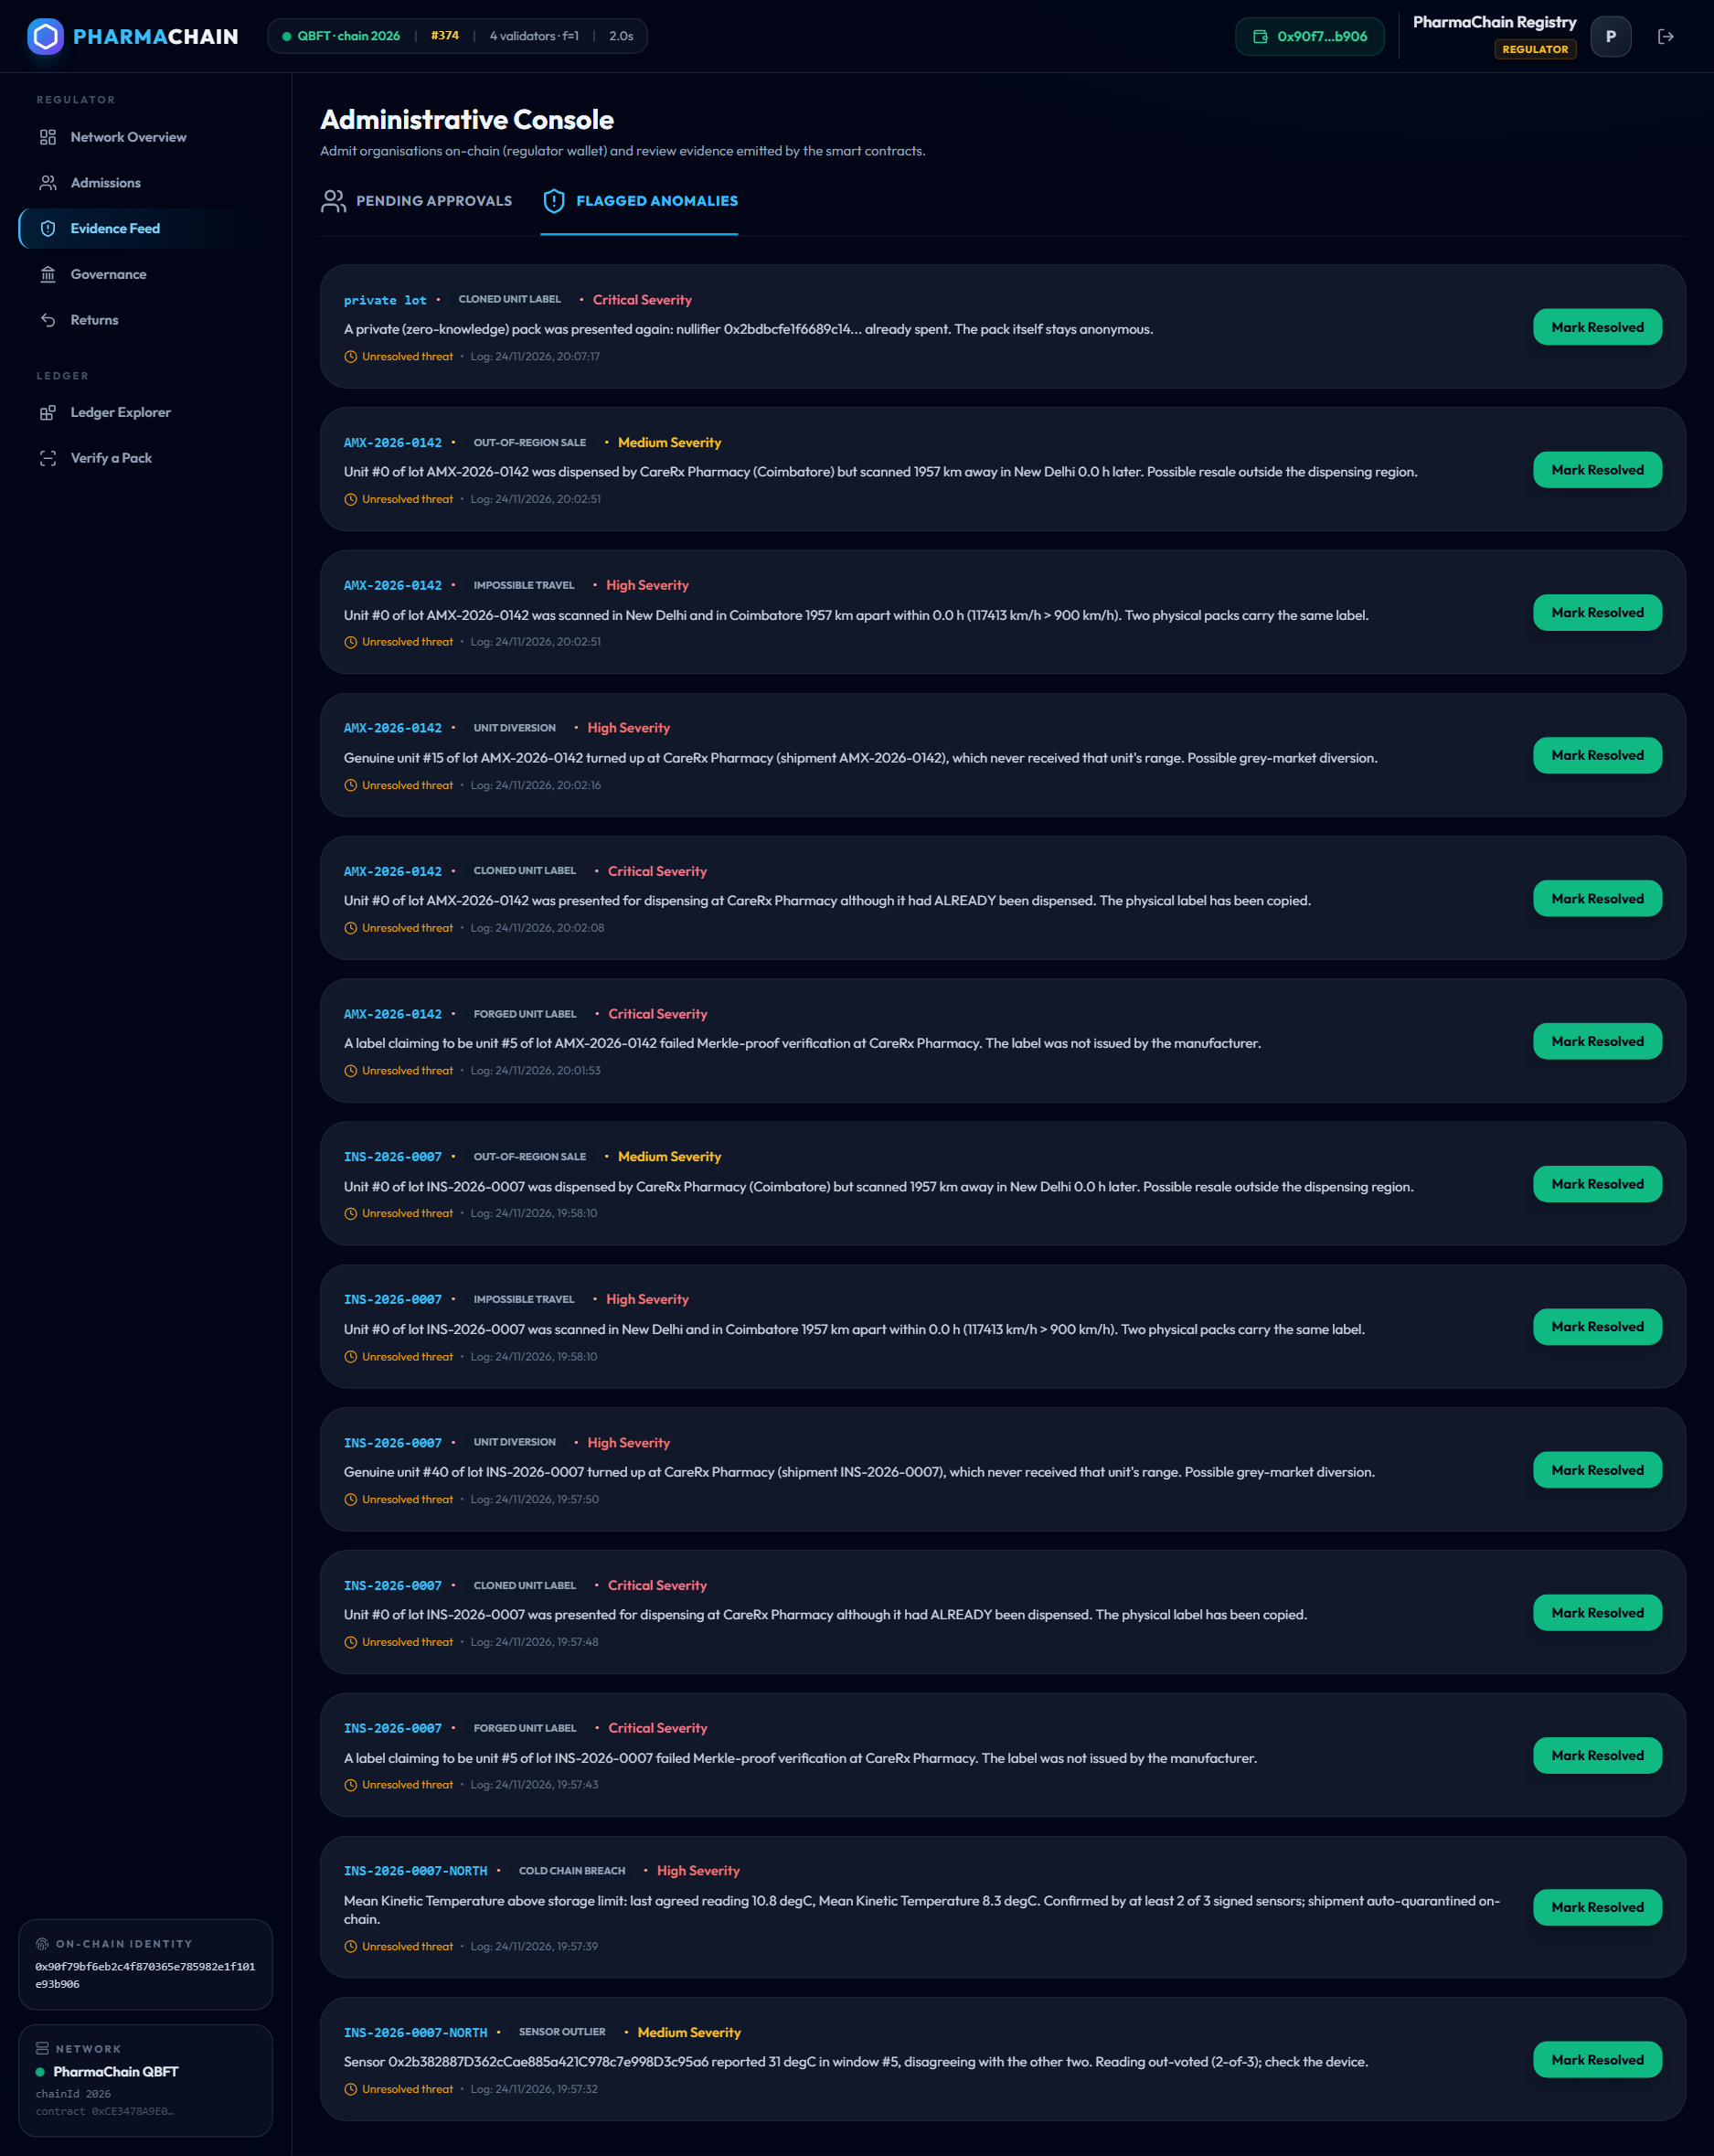 PHARMACHAIN
QBFT · chain 2026 | #374 | 4 validators · f=1 | 2.0s
0x90f7...b906
PharmaChain Registry
REGULATOR
P
REGULATOR
Network Overview
Admissions
Evidence Feed
Governance
Returns
LEDGER
Ledger Explorer
Verify a Pack
ON-CHAIN IDENTITY
0x90f79bf6eb2c4f870365e785982e1f101
e93b906
NETWORK
PharmaChain QBFT
chainId 2026
contract 0xCE3478A9E0…
Administrative Console
Admit organisations on-chain (regulator wallet) and review evidence emitted by the smart contracts.
PENDING APPROVALS
FLAGGED ANOMALIES
private lot • CLONED UNIT LABEL • Critical Severity
A private (zero-knowledge) pack was presented again: nullifier 0x2bdbcfe1f6689c14... already spent. The pack itself stays anonymous.
Unresolved threat • Log: 24/11/2026, 20:07:17
Mark Resolved
AMX-2026-0142 • OUT-OF-REGION SALE • Medium Severity
Unit #0 of lot AMX-2026-0142 was dispensed by CareRx Pharmacy (Coimbatore) but scanned 1957 km away in New Delhi 0.0 h later. Possible resale outside the dispensing region.
Unresolved threat • Log: 24/11/2026, 20:02:51
Mark Resolved
AMX-2026-0142 • IMPOSSIBLE TRAVEL • High Severity
Unit #0 of lot AMX-2026-0142 was scanned in New Delhi and in Coimbatore 1957 km apart within 0.0 h (117413 km/h > 900 km/h). Two physical packs carry the same label.
Unresolved threat • Log: 24/11/2026, 20:02:51
Mark Resolved
AMX-2026-0142 • UNIT DIVERSION • High Severity
Genuine unit #15 of lot AMX-2026-0142 turned up at CareRx Pharmacy (shipment AMX-2026-0142), which never received that unit's range. Possible grey-market diversion.
Unresolved threat • Log: 24/11/2026, 20:02:16
Mark Resolved
AMX-2026-0142 • CLONED UNIT LABEL • Critical Severity
Unit #0 of lot AMX-2026-0142 was presented for dispensing at CareRx Pharmacy although it had ALREADY been dispensed. The physical label has been copied.
Unresolved threat • Log: 24/11/2026, 20:02:08
Mark Resolved
AMX-2026-0142 • FORGED UNIT LABEL • Critical Severity
A label claiming to be unit #5 of lot AMX-2026-0142 failed Merkle-proof verification at CareRx Pharmacy. The label was not issued by the manufacturer.
Unresolved threat • Log: 24/11/2026, 20:01:53
Mark Resolved
INS-2026-0007 • OUT-OF-REGION SALE • Medium Severity
Unit #0 of lot INS-2026-0007 was dispensed by CareRx Pharmacy (Coimbatore) but scanned 1957 km away in New Delhi 0.0 h later. Possible resale outside the dispensing region.
Unresolved threat • Log: 24/11/2026, 19:58:10
Mark Resolved
INS-2026-0007 • IMPOSSIBLE TRAVEL • High Severity
Unit #0 of lot INS-2026-0007 was scanned in New Delhi and in Coimbatore 1957 km apart within 0.0 h (117413 km/h > 900 km/h). Two physical packs carry the same label.
Unresolved threat • Log: 24/11/2026, 19:58:10
Mark Resolved
INS-2026-0007 • UNIT DIVERSION • High Severity
Genuine unit #40 of lot INS-2026-0007 turned up at CareRx Pharmacy (shipment INS-2026-0007), which never received that unit's range. Possible grey-market diversion.
Unresolved threat • Log: 24/11/2026, 19:57:50
Mark Resolved
INS-2026-0007 • CLONED UNIT LABEL • Critical Severity
Unit #0 of lot INS-2026-0007 was presented for dispensing at CareRx Pharmacy although it had ALREADY been dispensed. The physical label has been copied.
Unresolved threat • Log: 24/11/2026, 19:57:48
Mark Resolved
INS-2026-0007 • FORGED UNIT LABEL • Critical Severity
A label claiming to be unit #5 of lot INS-2026-0007 failed Merkle-proof verification at CareRx Pharmacy. The label was not issued by the manufacturer.
Unresolved threat • Log: 24/11/2026, 19:57:43
Mark Resolved
INS-2026-0007-NORTH • COLD CHAIN BREACH • High Severity
Mean Kinetic Temperature above storage limit: last agreed reading 10.8 degC, Mean Kinetic Temperature 8.3 degC. Confirmed by at least 2 of 3 signed sensors; shipment auto-quarantined on-
chain.
Unresolved threat • Log: 24/11/2026, 19:57:39
Mark Resolved
INS-2026-0007-NORTH • SENSOR OUTLIER • Medium Severity
Sensor 0x2b382887D362cCae885a421C978c7e998D3c95a6 reported 31 degC in window #5, disagreeing with the other two. Reading out-voted (2-of-3); check the device.
Unresolved threat • Log: 24/11/2026, 19:57:32
Mark Resolved